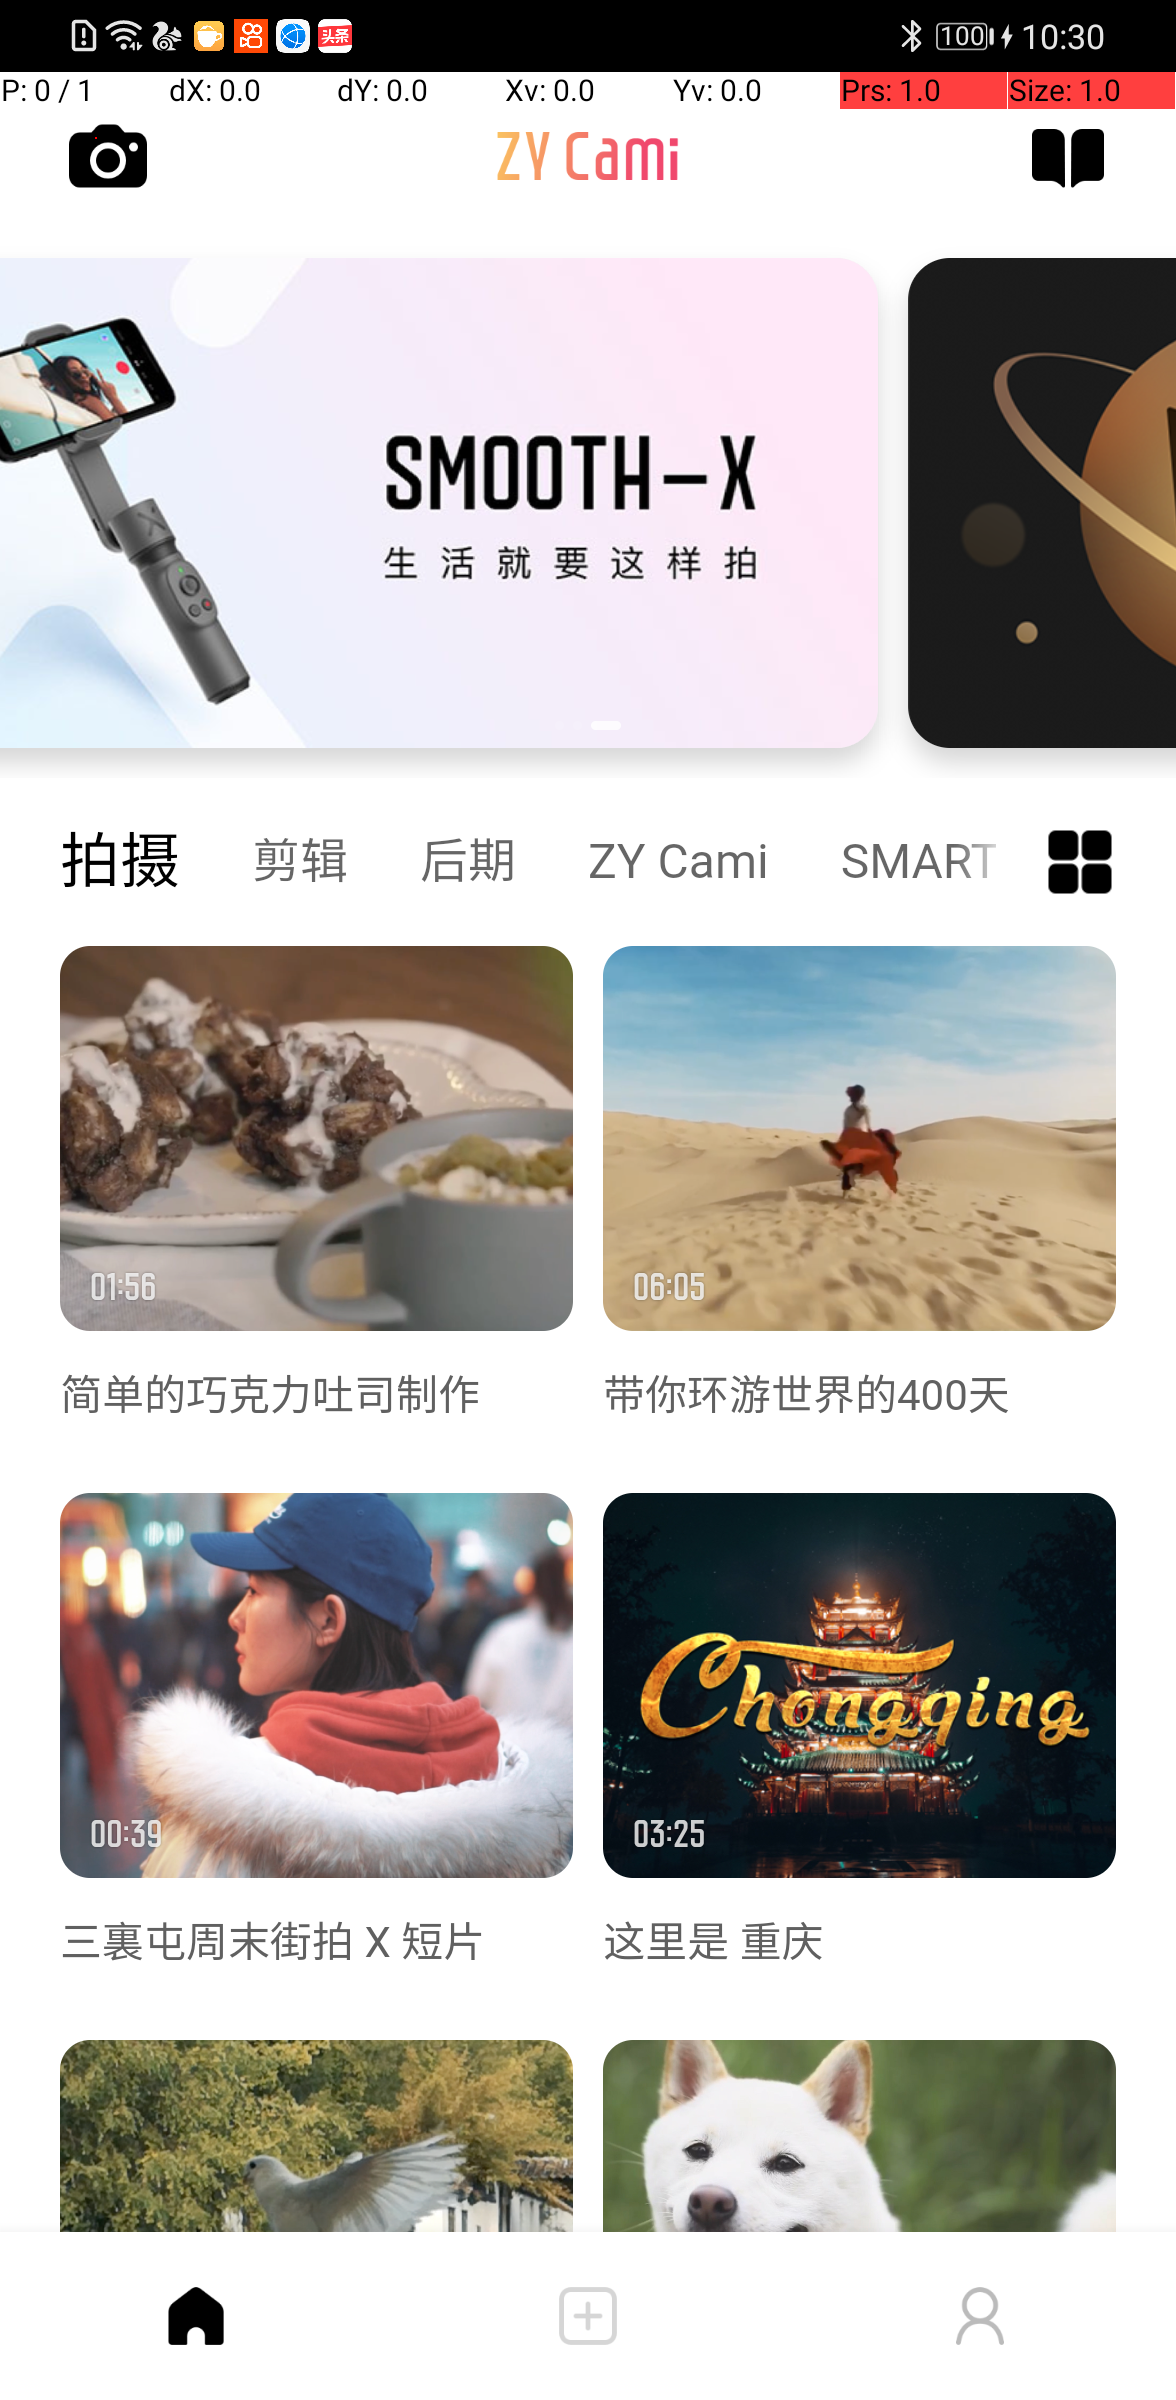 头条
100 10:30
P: 0 / 1 dX: 0.0 dY: 0.0 Xv: 0.0 Yv: 0.0 Prs: 1.0 Size: 1.0
ZY Cami
SMOOTH-X
生活就要这样拍
拍摄 剪辑 后期 ZY Cami SMART
01:56 06:05
简单的巧克力吐司制作 带你环游世界的400天
Chongqing
00:39 03:25
三裏屯周末街拍 X 短片 这里是 重庆